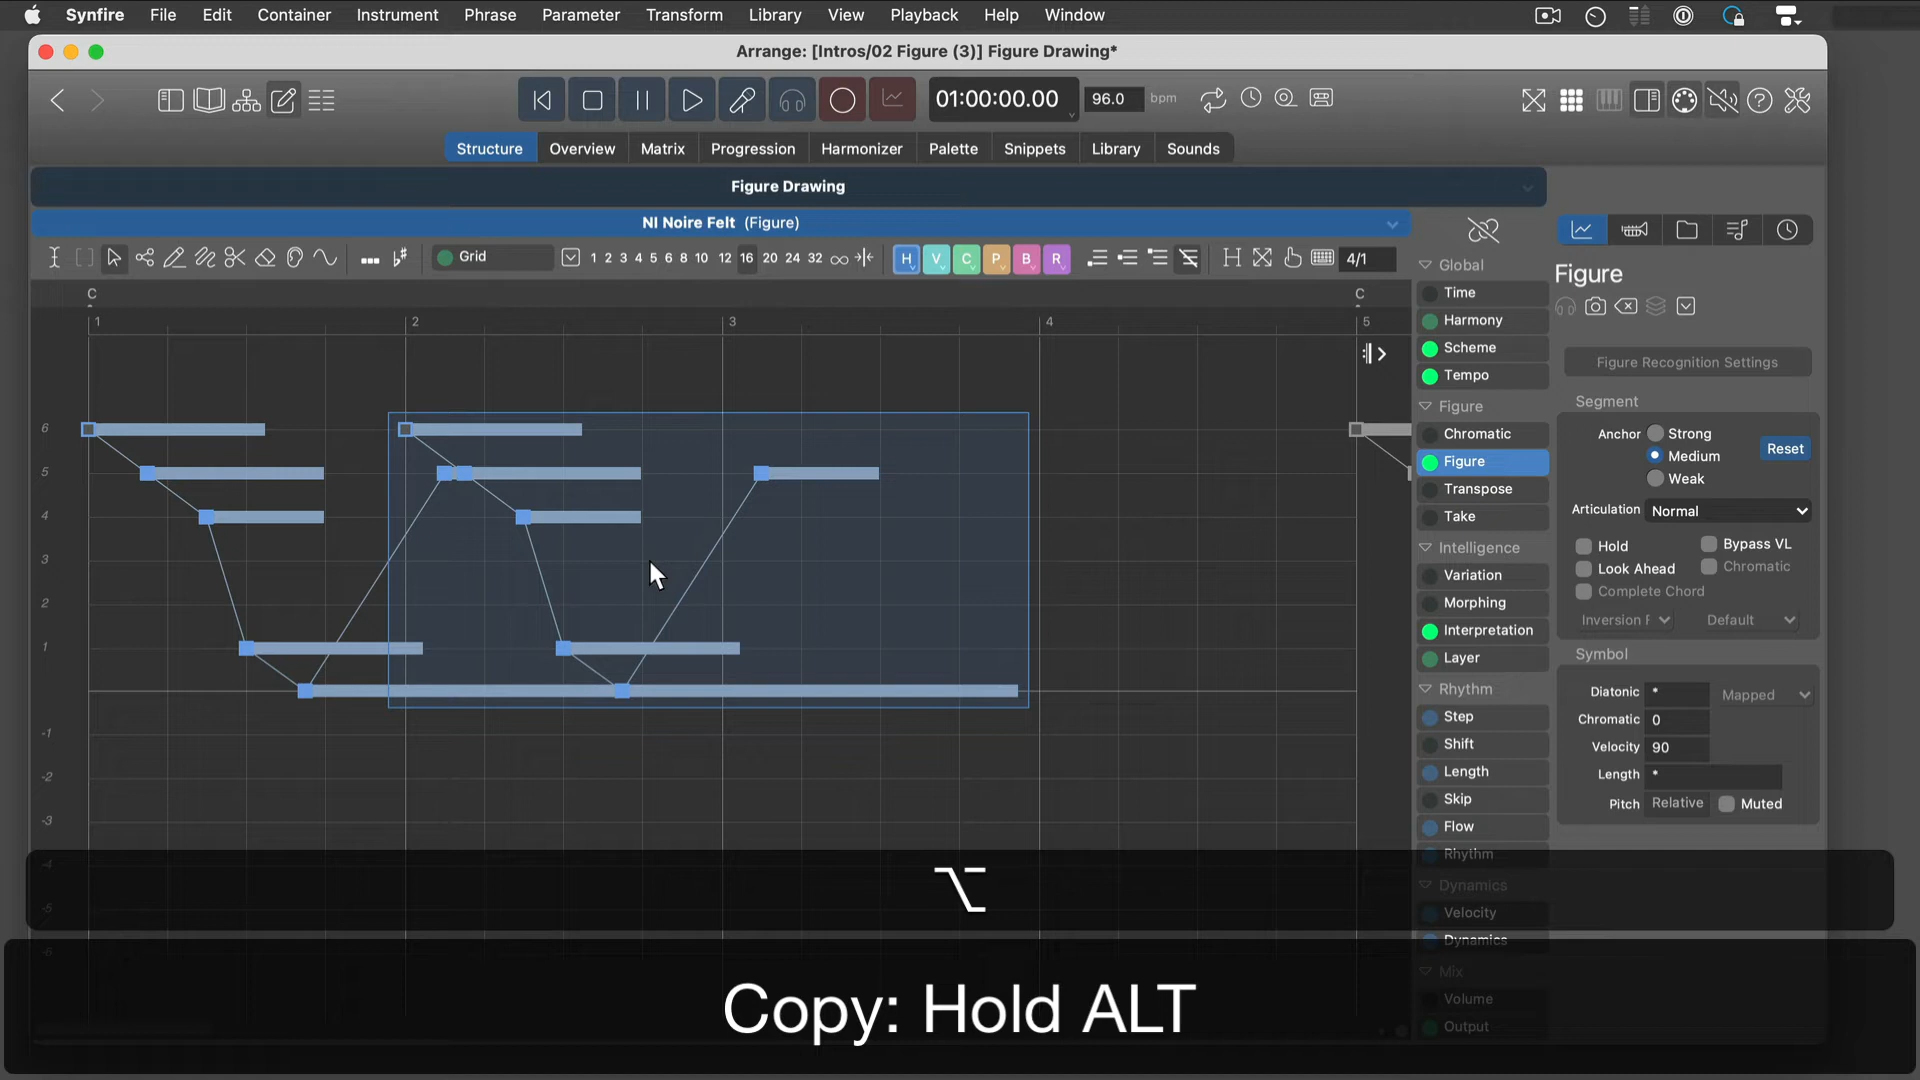 Synfire File Edit Container Instrument Phrase Parameter Transform Library View Playback Help Window
Arrange: [Intros/02 Figure (3)] Figure Drawing*
01:00:00.00 96.0 bpm
Structure Overview Matrix Progression Harmonizer Palette Snippets Library Sounds
Figure Drawing
NI Noire Felt (Figure)
Grid 1 2 3 4 5 6 8 10 12 16 20 24 32 ∞ H V C P B R 4/1
C C
1 2 3 4 5
6
5
4
3
2
1
-1
-2
-3
-4
-5
-6
Global
Time
Harmony
Scheme
Tempo
Figure
Chromatic
Figure
Transpose
Take
Intelligence
Variation
Morphing
Interpretation
Layer
Rhythm
Step
Shift
Length
Skip
Flow
Rhythm
Dynamics
Velocity
Dynamics
Mix
Volume
Output
Figure
Figure Recognition Settings
Segment
Anchor Strong
Medium Reset
Weak
Articulation Normal
Hold Bypass VL
Look Ahead Chromatic
Complete Chord
Inversion F Default
Symbol
Diatonic * Mapped
Chromatic 0
Velocity 90
Length *
Pitch Relative Muted
⌥
Copy: Hold ALT